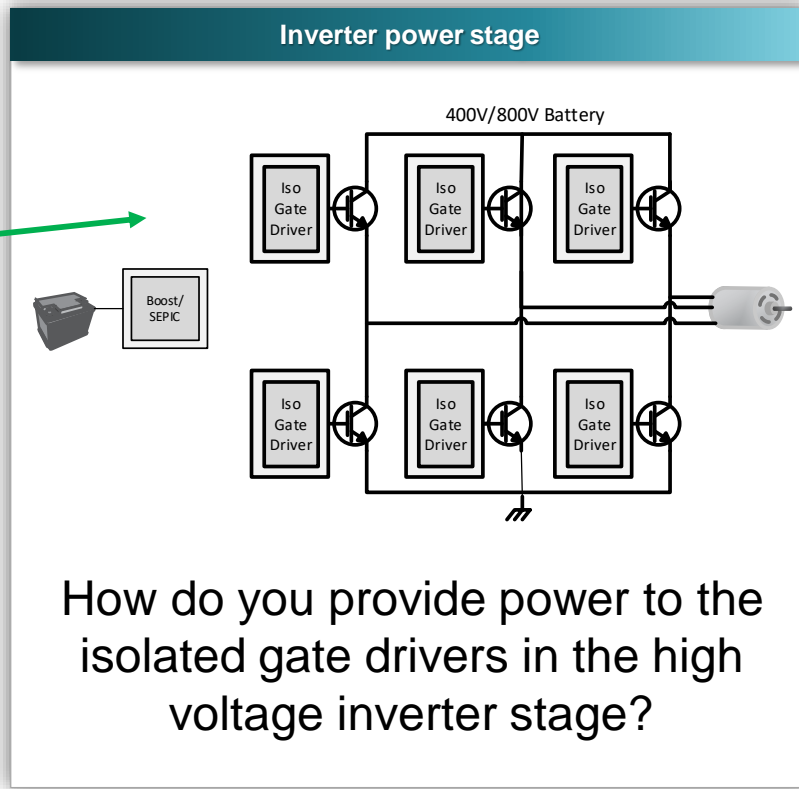 Inverter power stage
400V/800V Battery
Iso
Gate
Driver
Iso
Gate
Driver
Iso
Gate
Driver
Boost/
SEPIC
Iso
Gate
Driver
Iso
Gate
Driver
Iso
Gate
Driver
How do you provide power to the
isolated gate drivers in the high
voltage inverter stage?